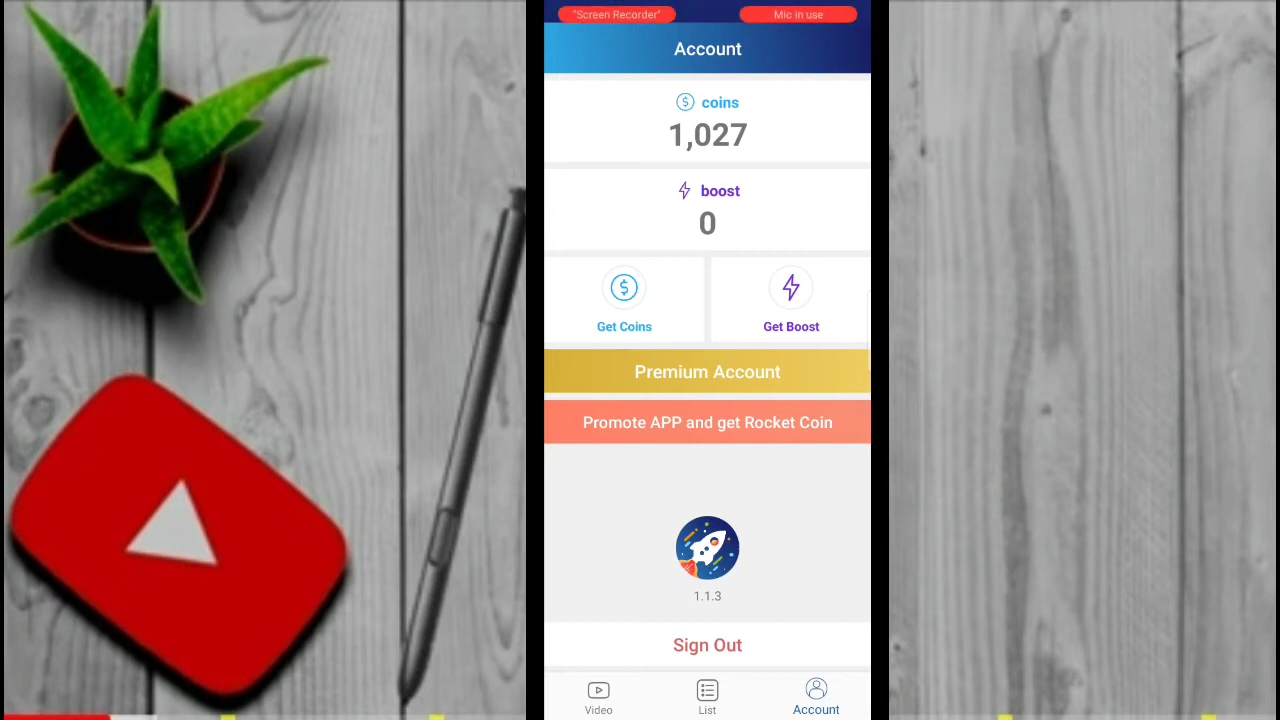 "Screen Recorder"
Mic in use
Account
coins
1,027
boost
0
Get Coins
Get Boost
Premium Account
Promote APP and get Rocket Coin
1.1.3
Sign Out
Video
List
Account